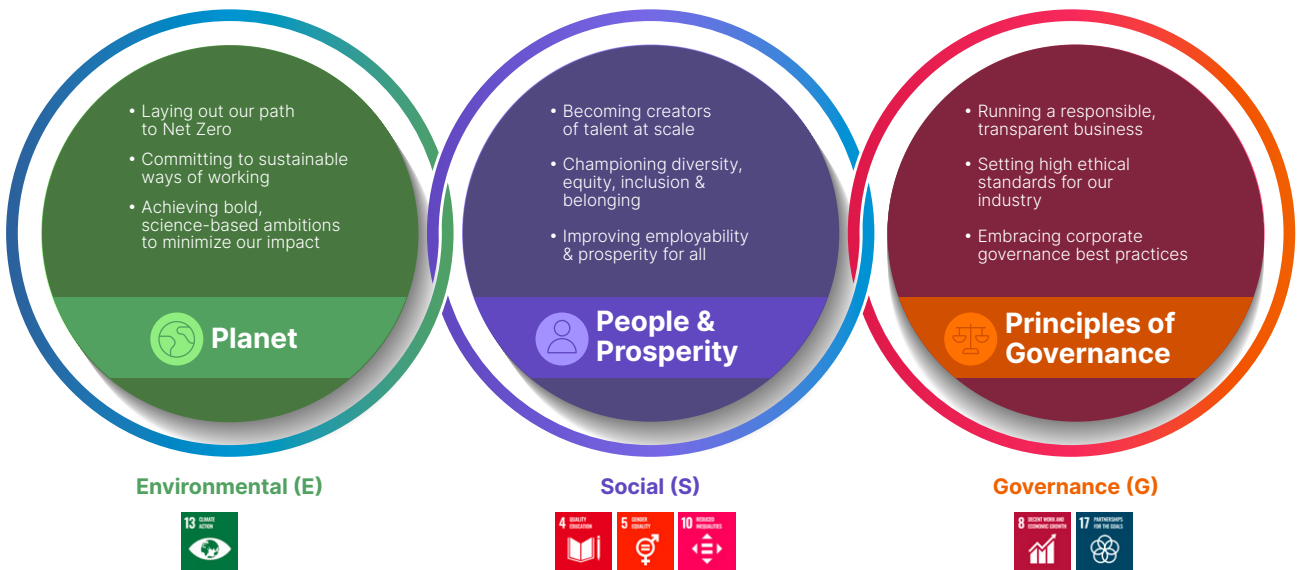 • Laying out our path
to Net Zero
• Committing to sustainable
ways of working
• Achieving bold,
science-based ambitions
to minimize our impact
Planet
Environmental (E)
13 CLIMATE
ACTION
• Becoming creators
of talent at scale
• Championing diversity,
equity, inclusion &
belonging
• Improving employability
& prosperity for all
People &
Prosperity
Social (S)
4 QUALITY
EDUCATION
5 GENDER
EQUALITY
10 REDUCED
INEQUALITIES
• Running a responsible,
transparent business
• Setting high ethical
standards for our
industry
• Embracing corporate
governance best practices
Principles of
Governance
Governance (G)
8 DECENT WORK AND
ECONOMIC GROWTH
17 PARTNERSHIPS
FOR THE GOALS